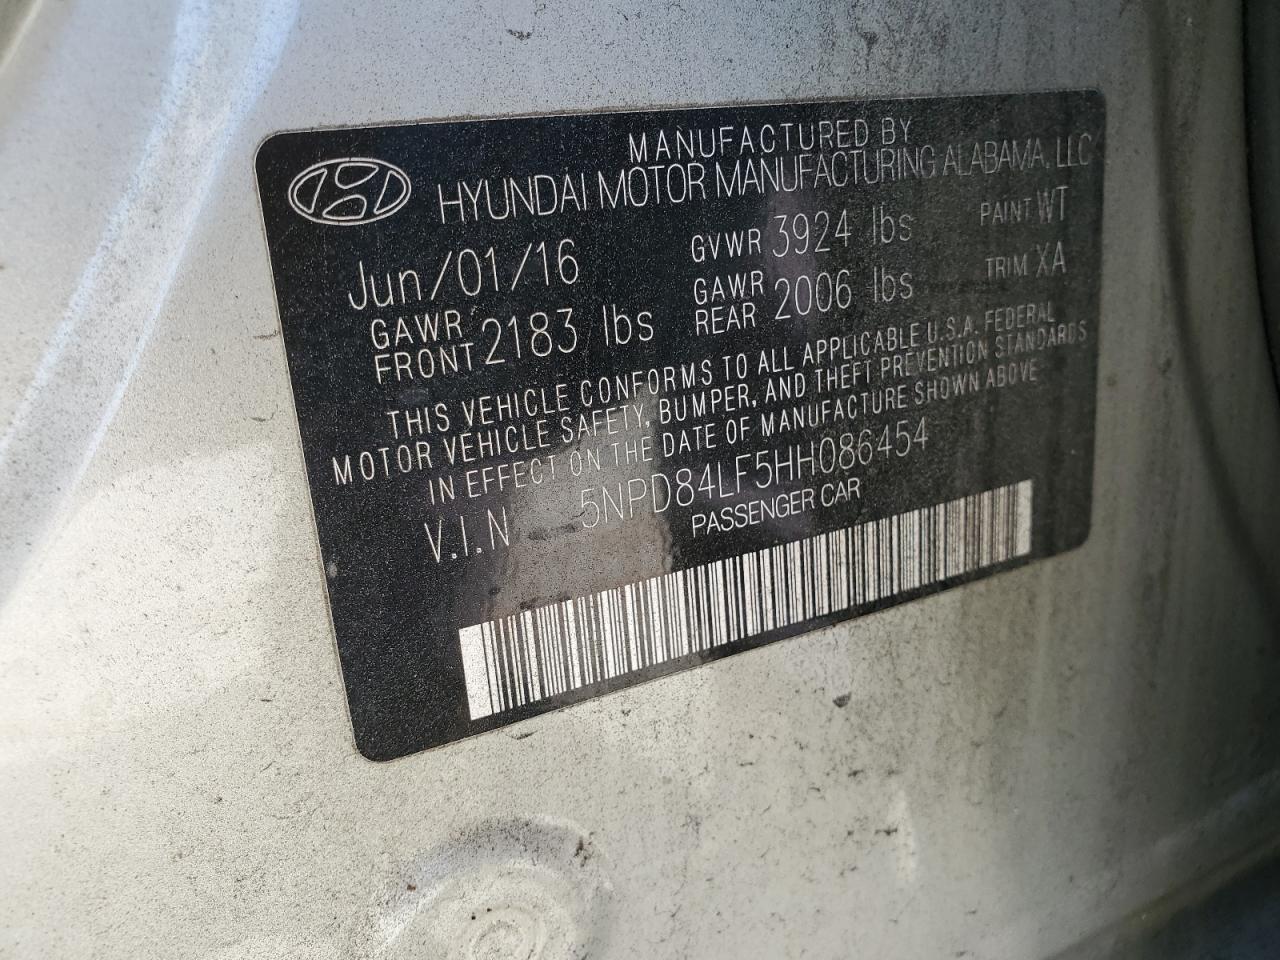 MANUFACTURED BY
HYUNDAI MOTOR MANUFACTURING ALABAMA, LLC
Jun/01/16 GVWR 3924 lbs PAINT WT
GAWR FRONT 2183 lbs GAWR REAR 2006 lbs TRIM XA
THIS VEHICLE CONFORMS TO ALL APPLICABLE U.S.A. FEDERAL
MOTOR VEHICLE SAFETY, BUMPER, AND THEFT PREVENTION STANDARDS
IN EFFECT ON THE DATE OF MANUFACTURE SHOWN ABOVE
V.I.N 5NPD84LF5HH086454
PASSENGER CAR